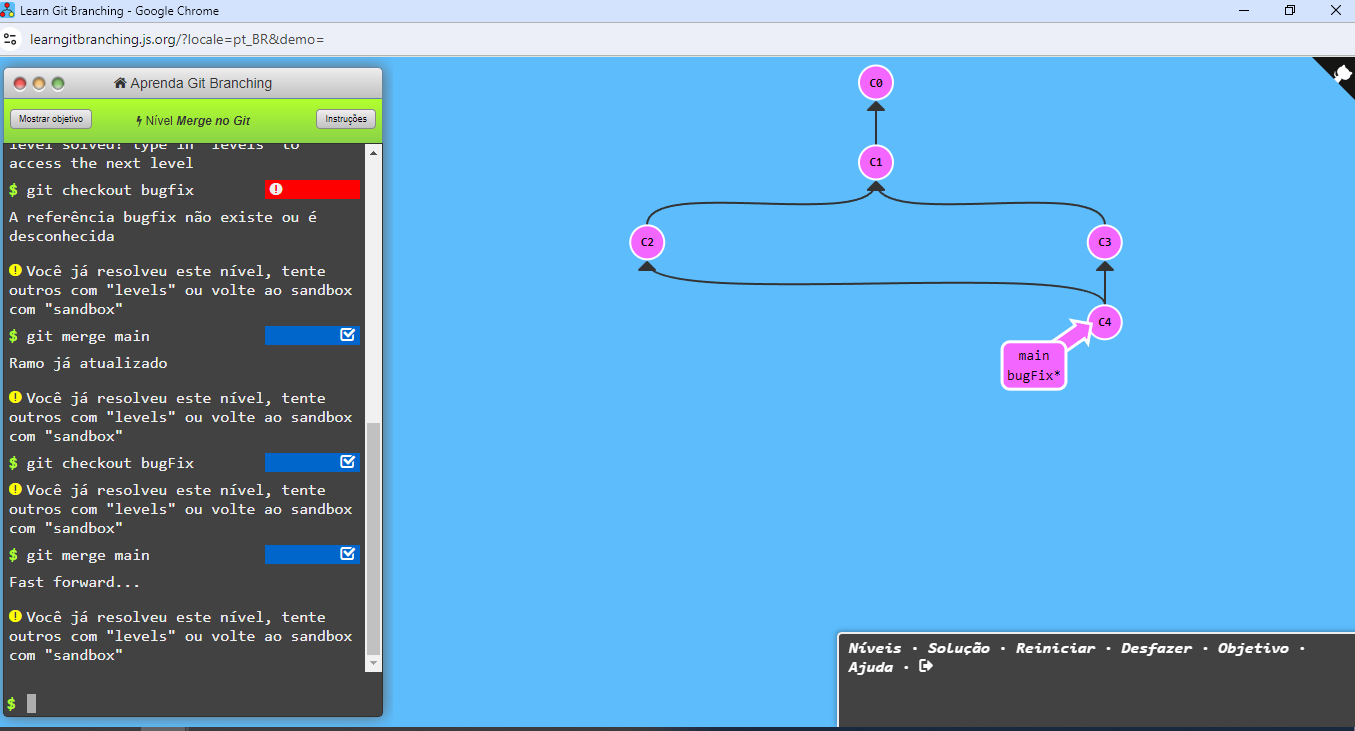 Learn Git Branching - Google Chrome
learngitbranching.js.org/?locale=pt_BR&demo=
Aprenda Git Branching
Mostrar objetivo
Nível Merge no Git
Instruções
level solved! type in "levels" to
access the next level
$ git checkout bugfix
A referência bugfix não existe ou é
desconhecida
Você já resolveu este nível, tente
outros com "levels" ou volte ao sandbox
com "sandbox"
$ git merge main
Ramo já atualizado
Você já resolveu este nível, tente
outros com "levels" ou volte ao sandbox
com "sandbox"
$ git checkout bugFix
Você já resolveu este nível, tente
outros com "levels" ou volte ao sandbox
com "sandbox"
$ git merge main
Fast forward...
Você já resolveu este nível, tente
outros com "levels" ou volte ao sandbox
com "sandbox"
$
C0
C1
C2
C3
C4
main
bugFix*
Níveis · Solução · Reiniciar · Desfazer · Objetivo ·
Ajuda ·